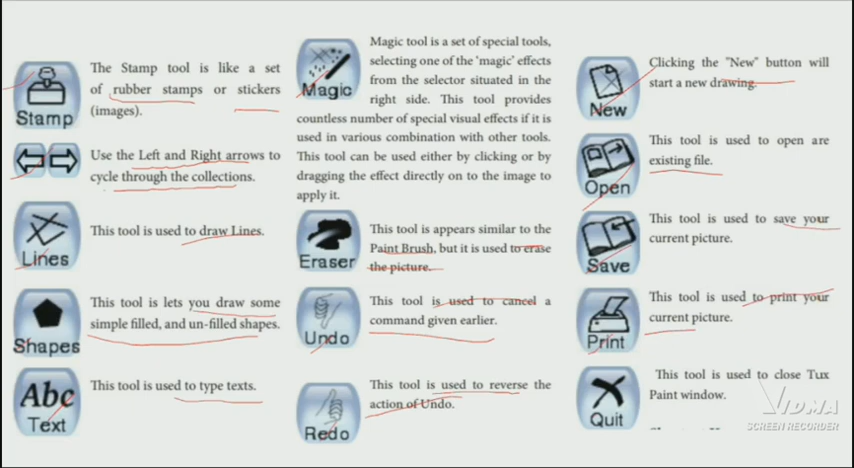 Stamp
The Stamp tool is like a set
of rubber stamps or stickers
(images).
Use the Left and Right arrows to
cycle through the collections.
Lines
This tool is used to draw Lines.
Shapes
This tool is lets you draw some
simple filled, and un-filled shapes.
Abc
Text
This tool is used to type texts.
Magic
Magic tool is a set of special tools,
selecting one of the 'magic' effects
from the selector situated in the
right side. This tool provides
countless number of special visual effects if it is
used in various combination with other tools.
This tool can be used either by clicking or by
dragging the effect directly on to the image to
apply it.
Eraser
This tool is appears similar to the
Paint Brush, but it is used to erase
the picture.
Undo
This tool is used to cancel a
command given earlier.
Redo
This tool is used to reverse the
action of Undo.
New
Clicking the "New" button will
start a new drawing.
Open
This tool is used to open are
existing file.
Save
This tool is used to save your
current picture.
Print
This tool is used to print your
current picture.
Quit
This tool is used to close Tux
Paint window.
VIDMA
SCREEN RECORDER